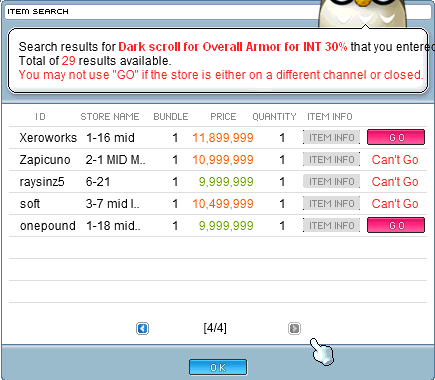 ITEM SEARCH
Search results for Dark scroll for Overall Armor for INT 30% that you entered
Total of 29 results available.
You may not use "GO" if the store is either on a different channel or closed.
ID STORE NAME BUNDLE PRICE QUANTITY ITEM INFO
Xeroworks 1-16 mid 1 11,899,999 1 ITEM INFO GO
Zapicuno 2-1 MID M.. 1 10,999,999 1 ITEM INFO Can't Go
raysinz5 6-21 1 9,999,999 1 ITEM INFO Can't Go
soft 3-7 mid l.. 1 10,499,999 1 ITEM INFO Can't Go
onepound 1-18 mid.. 1 9,999,999 1 ITEM INFO GO
[4/4]
OK